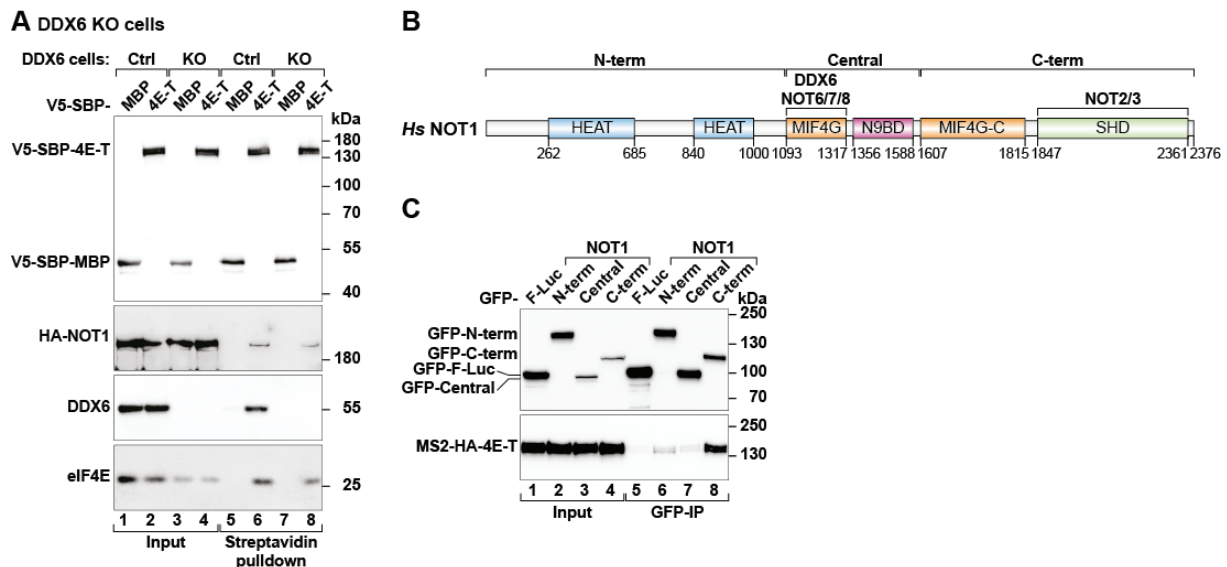 A DDX6 KO cells
DDX6 cells: Ctrl KO Ctrl KO
V5-SBP- MBP 4E-T MBP 4E-T MBP 4E-T MBP 4E-T
kDa
V5-SBP-4E-T 180
130
100
70
V5-SBP-MBP 55
40
HA-NOT1
180
DDX6 55
eIF4E 25
1 2 3 4 5 6 7 8
Input Streptavidin
pulldown
B
N-term Central C-term
DDX6
NOT6/7/8 NOT2/3
Hs NOT1 HEAT HEAT MIF4G N9BD MIF4G-C SHD
262 685 840 1000 1093 1317 1356 1588 1607 1815 1847 2361 2376
C
NOT1 NOT1
GFP- F-Luc N-term Central C-term F-Luc N-term Central C-term
kDa
250
GFP-N-term 130
GFP-C-term
GFP-F-Luc 100
GFP-Central
70
250
MS2-HA-4E-T 130
1 2 3 4 5 6 7 8
Input GFP-IP